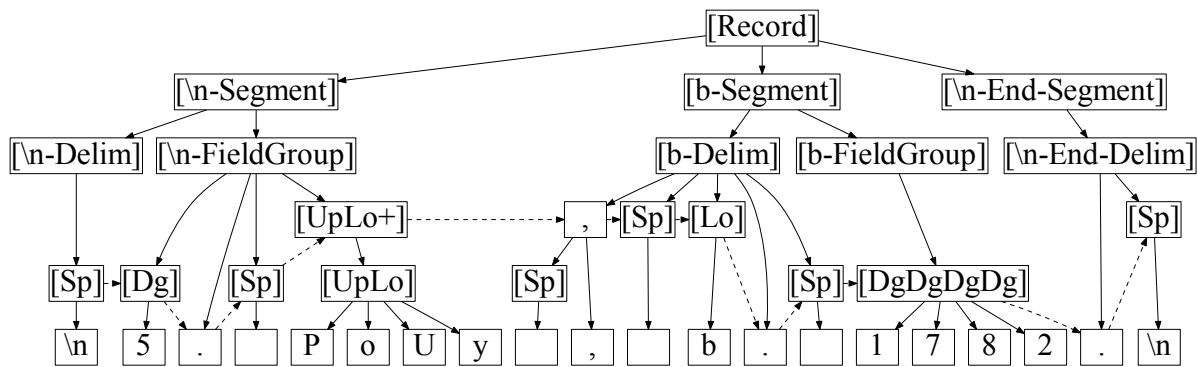 [Record]
[\n-Segment] [b-Segment] [\n-End-Segment]
[\n-Delim] [\n-FieldGroup] [b-Delim] [b-FieldGroup] [\n-End-Delim]
[UpLo+] , [Sp] [Lo] [Sp]
[Sp] [Dg] [Sp] [UpLo] [Sp] [Sp] [DgDgDgDg]
\n 5 . P o U y , b . 1 7 8 2 . \n